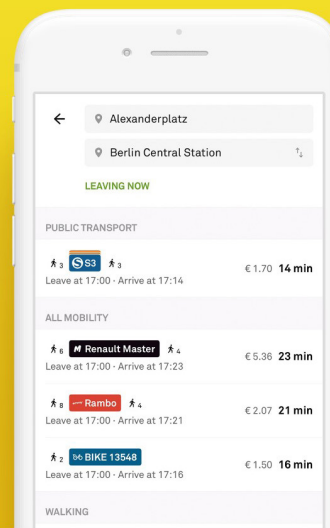 Alexanderplatz
Berlin Central Station
LEAVING NOW
PUBLIC TRANSPORT
3 S S3 3 € 1.70 14 min
Leave at 17:00 · Arrive at 17:14
ALL MOBILITY
6 Renault Master 4 € 5.36 23 min
Leave at 17:00 · Arrive at 17:23
8 Rambo 4 € 2.07 21 min
Leave at 17:00 · Arrive at 17:21
2 BIKE 13548 € 1.50 16 min
Leave at 17:00 · Arrive at 17:16
WALKING